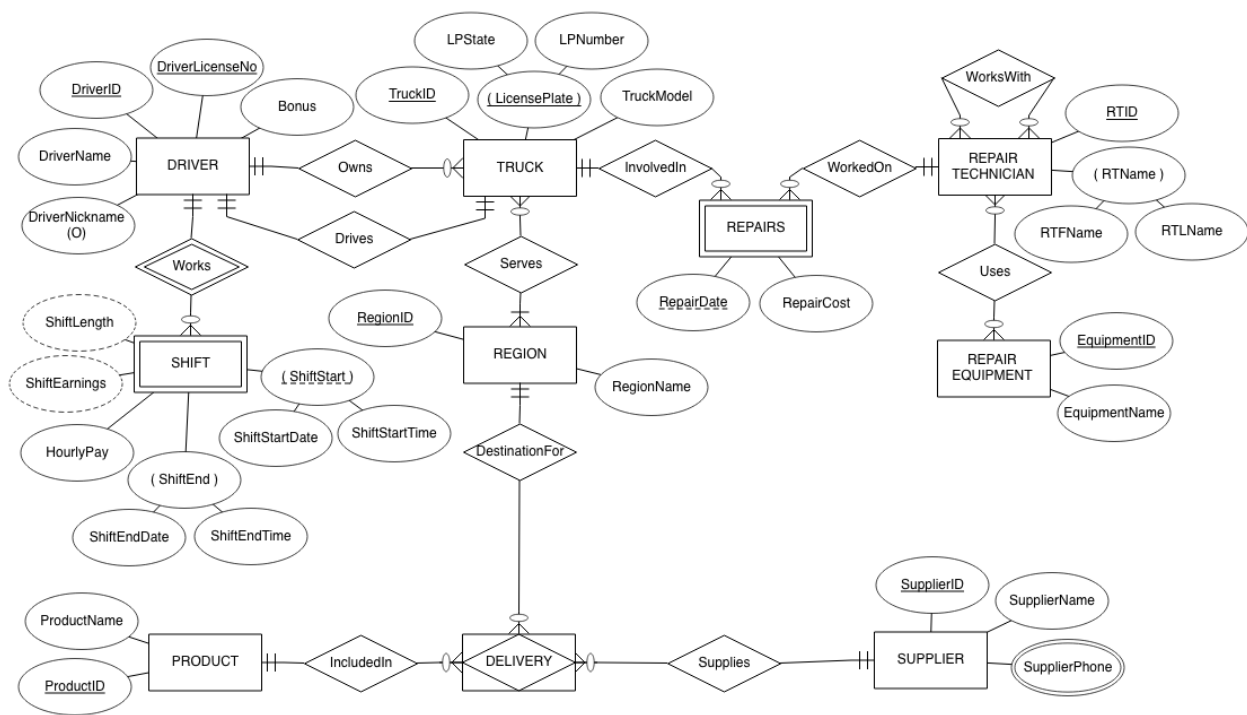 LPState
LPNumber
DriverLicenseNo
DriverID
Bonus
TruckID
( LicensePlate )
TruckModel
WorksWith
RTID
DriverName
DRIVER
Owns
TRUCK
InvolvedIn
WorkedOn
REPAIR
TECHNICIAN
( RTName )
DriverNickname
(O)
Drives
REPAIRS
RTFName
RTLName
Works
Serves
Uses
ShiftLength
RegionID
RepairDate
RepairCost
ShiftEarnings
SHIFT
( ShiftStart )
REGION
RegionName
REPAIR
EQUIPMENT
EquipmentID
EquipmentName
HourlyPay
ShiftStartDate
ShiftStartTime
DestinationFor
( ShiftEnd )
ShiftEndDate
ShiftEndTime
SupplierID
SupplierName
ProductName
PRODUCT
IncludedIn
DELIVERY
Supplies
SUPPLIER
SupplierPhone
ProductID